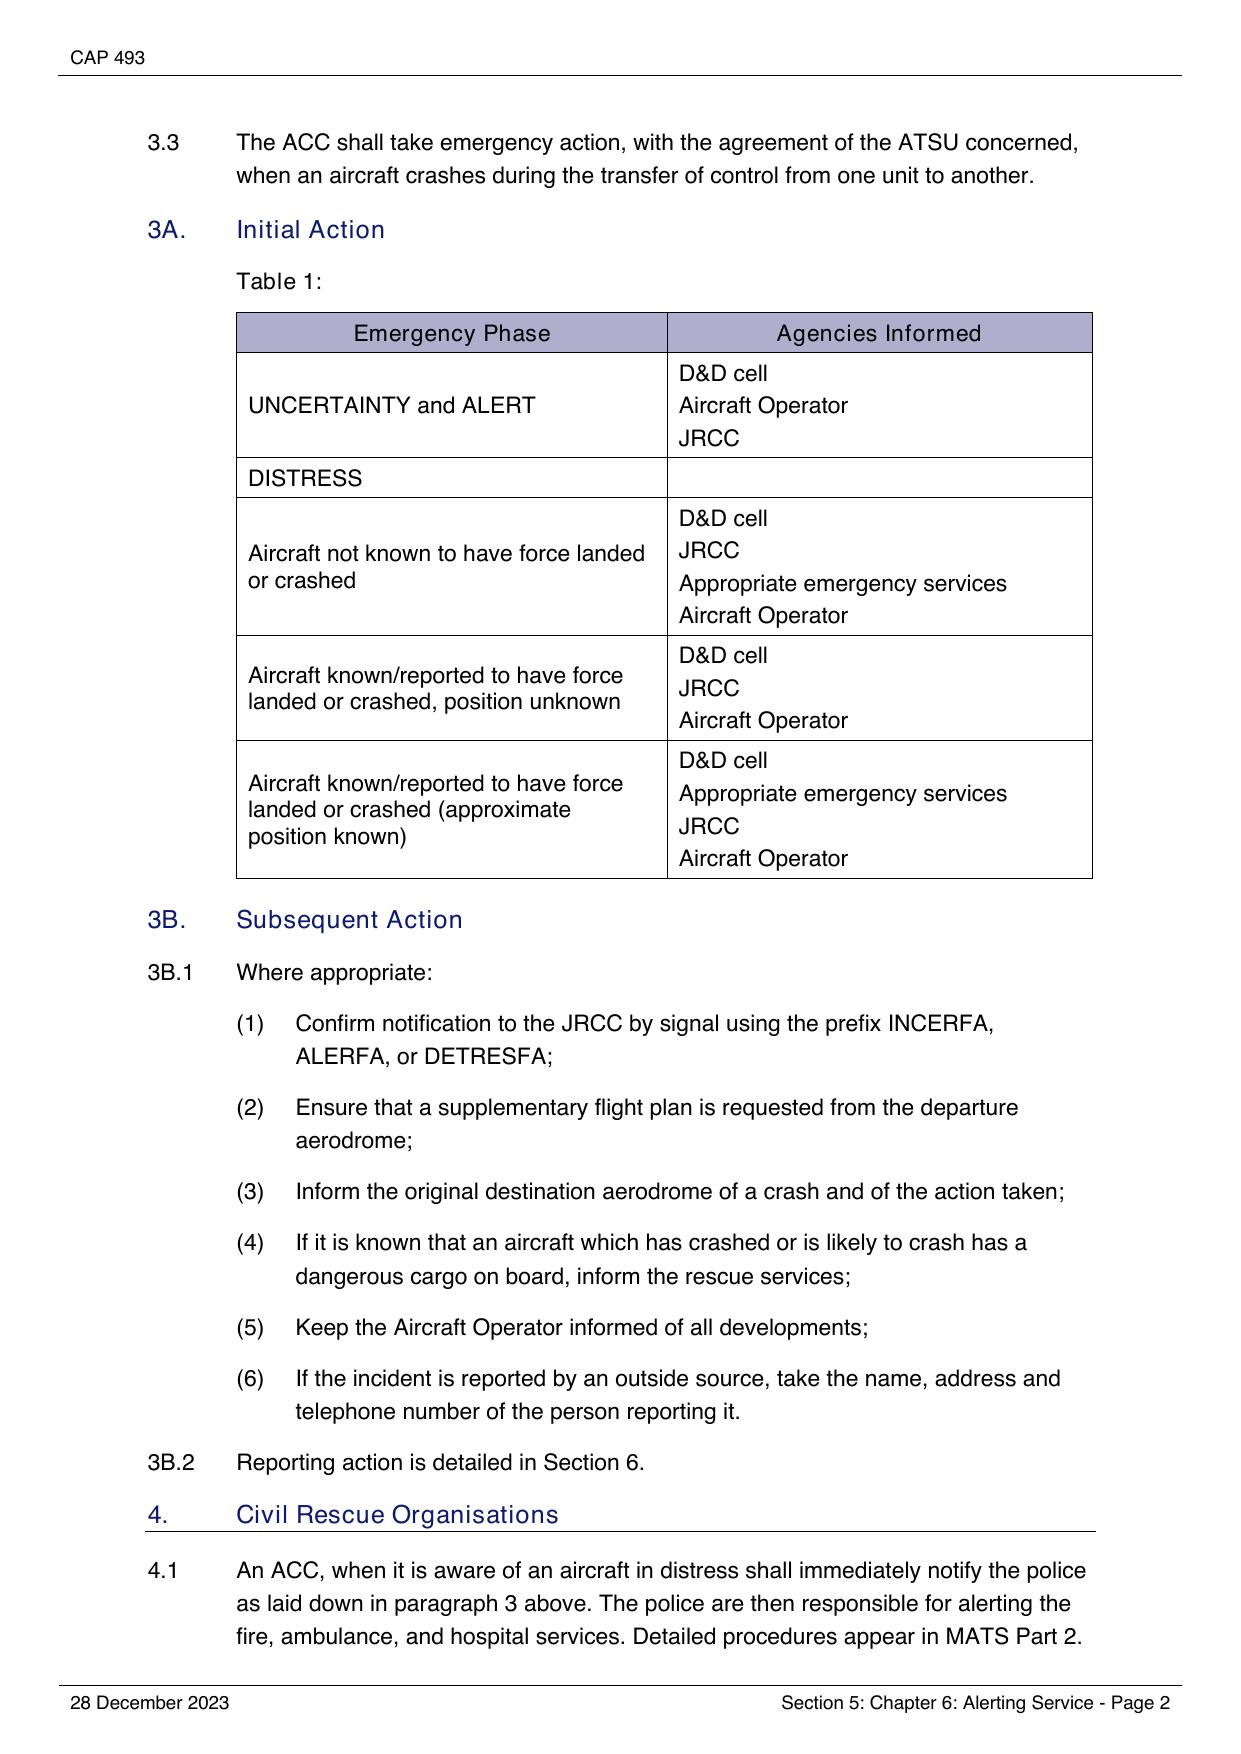 CAP 493
3.3 The ACC shall take emergency action, with the agreement of the ATSU concerned,
when an aircraft crashes during the transfer of control from one unit to another.
3A. Initial Action
Table 1:
Emergency Phase Agencies Informed
UNCERTAINTY and ALERT
D&D cell
Aircraft Operator
JRCC
DISTRESS
Aircraft not known to have force landed
or crashed
D&D cell
JRCC
Appropriate emergency services
Aircraft Operator
Aircraft known/reported to have force
landed or crashed, position unknown
D&D cell
JRCC
Aircraft Operator
Aircraft known/reported to have force
landed or crashed (approximate
position known)
D&D cell
Appropriate emergency services
JRCC
Aircraft Operator
3B. Subsequent Action
3B.1 Where appropriate:
(1) Confirm notification to the JRCC by signal using the prefix INCERFA,
ALERFA, or DETRESFA;
(2) Ensure that a supplementary flight plan is requested from the departure
aerodrome;
(3) Inform the original destination aerodrome of a crash and of the action taken;
(4) If it is known that an aircraft which has crashed or is likely to crash has a
dangerous cargo on board, inform the rescue services;
(5) Keep the Aircraft Operator informed of all developments;
(6) If the incident is reported by an outside source, take the name, address and
telephone number of the person reporting it.
3B.2 Reporting action is detailed in Section 6.
4. Civil Rescue Organisations
4.1 An ACC, when it is aware of an aircraft in distress shall immediately notify the police
as laid down in paragraph 3 above. The police are then responsible for alerting the
fire, ambulance, and hospital services. Detailed procedures appear in MATS Part 2.
28 December 2023 Section 5: Chapter 6: Alerting Service - Page 2